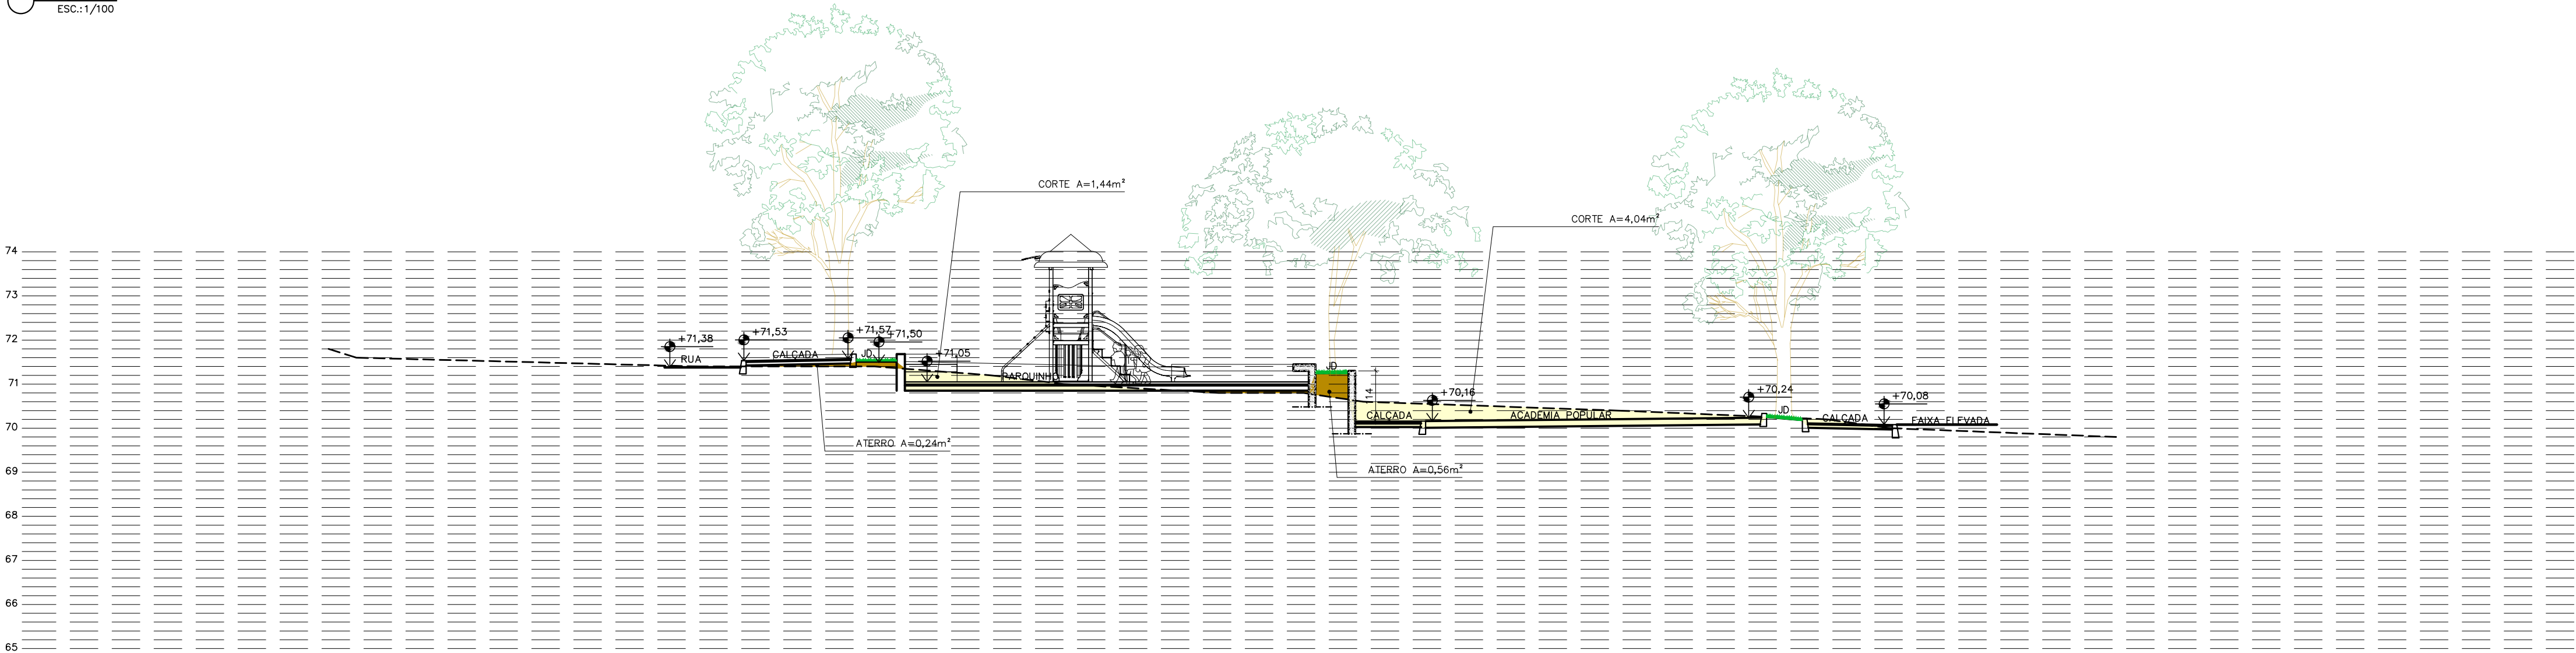 ESC.:1/100
CORTE A=1,44m²
CORTE A=4,04m²
74
73
72
71
70
69
68
67
66
65
+71,38
+71,53
+71,57
+71,50
+71,05
RUA
CALÇADA
JD
PARQUINHO
JD
114
+70,16
+70,24
+70,08
CALÇADA
ACADEMIA POPULAR
JD
CALÇADA
FAIXA ELEVADA
ATERRO A=0,24m²
ATERRO A=0,56m²